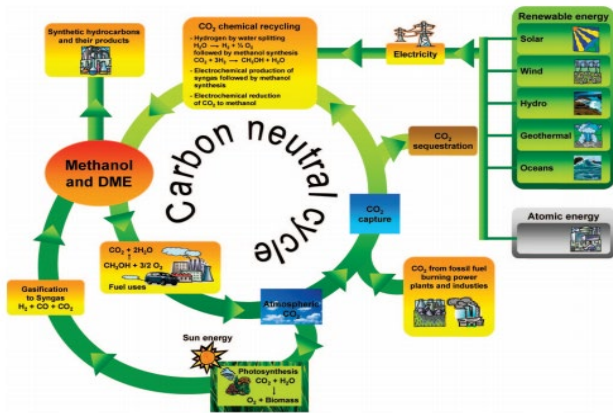 Synthetic hydrocarbons
and their products
CO₂ chemical recycling
- Hydrogen by water splitting
H₂O → H₂ + ½ O₂
followed by methanol synthesis
CO₂ + 3H₂ → CH₃OH + H₂O
- Electrochemical production of
syngas followed by methanol
synthesis
- Electrochemical reduction
of CO₂ to methanol
Electricity
Renewable energy
Solar
Wind
Hydro
Geothermal
Oceans
Atomic energy
CO₂
sequestration
Methanol
and DME
Carbon neutral cycle
CO₂
capture
CO₂ + 2H₂O
CH₃OH + 3/2 O₂
Fuel uses
Gasification
to Syngas
H₂ + CO + CO₂
Atmospheric
CO₂
CO₂ from fossil fuel
burning power
plants and industies
Sun energy
Photosynthesis
CO₂ + H₂O
↓
O₂ + Biomass